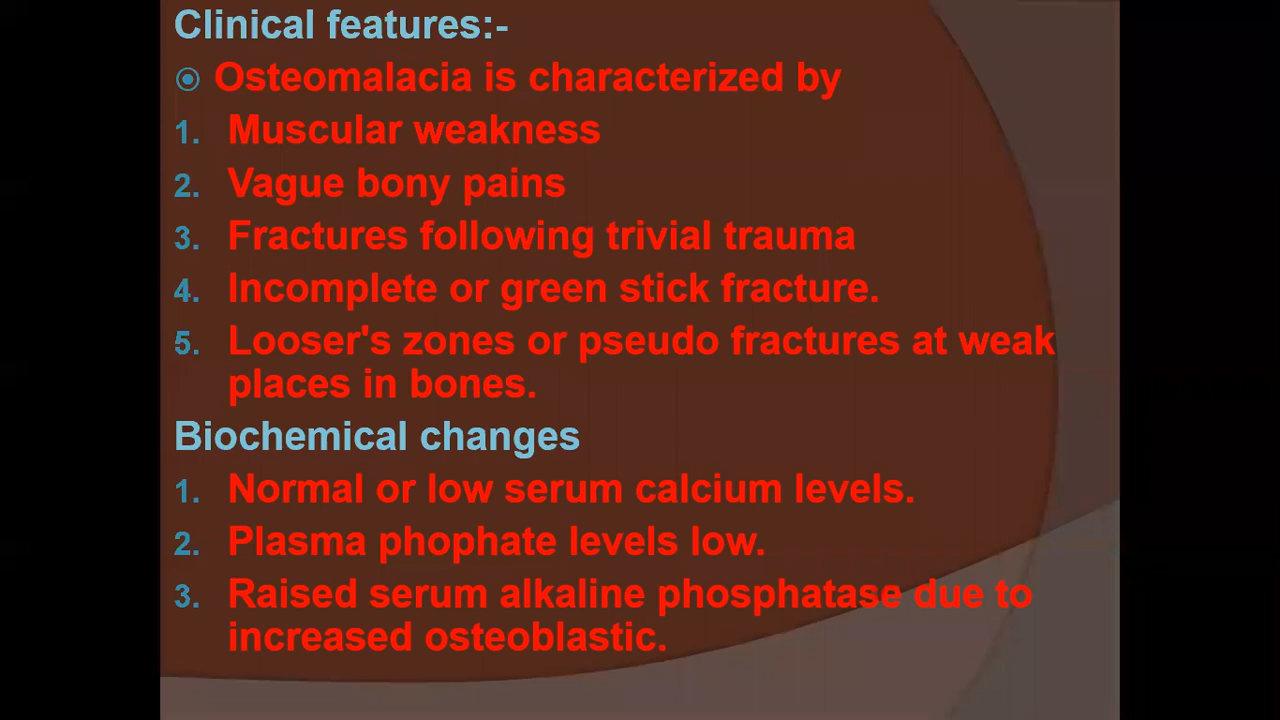 Clinical features:-
Osteomalacia is characterized by
1. Muscular weakness
2. Vague bony pains
3. Fractures following trivial trauma
4. Incomplete or green stick fracture.
5. Looser's zones or pseudo fractures at weak
places in bones.
Biochemical changes
1. Normal or low serum calcium levels.
2. Plasma phophate levels low.
3. Raised serum alkaline phosphatase due to
increased osteoblastic.